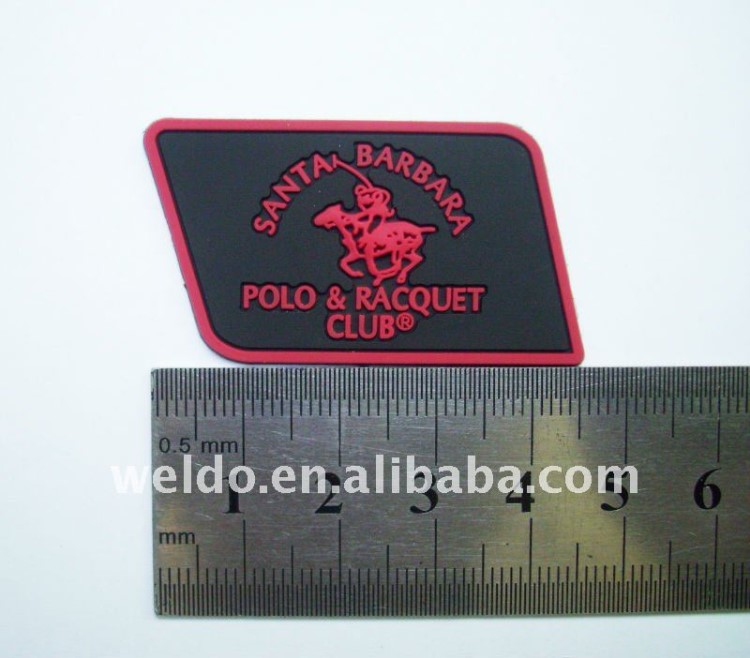 SANTA BARBARA
POLO & RACQUET
CLUB®
0.5 mm
weldo.en.alibaba.com
1 2 3 4 5 6
mm